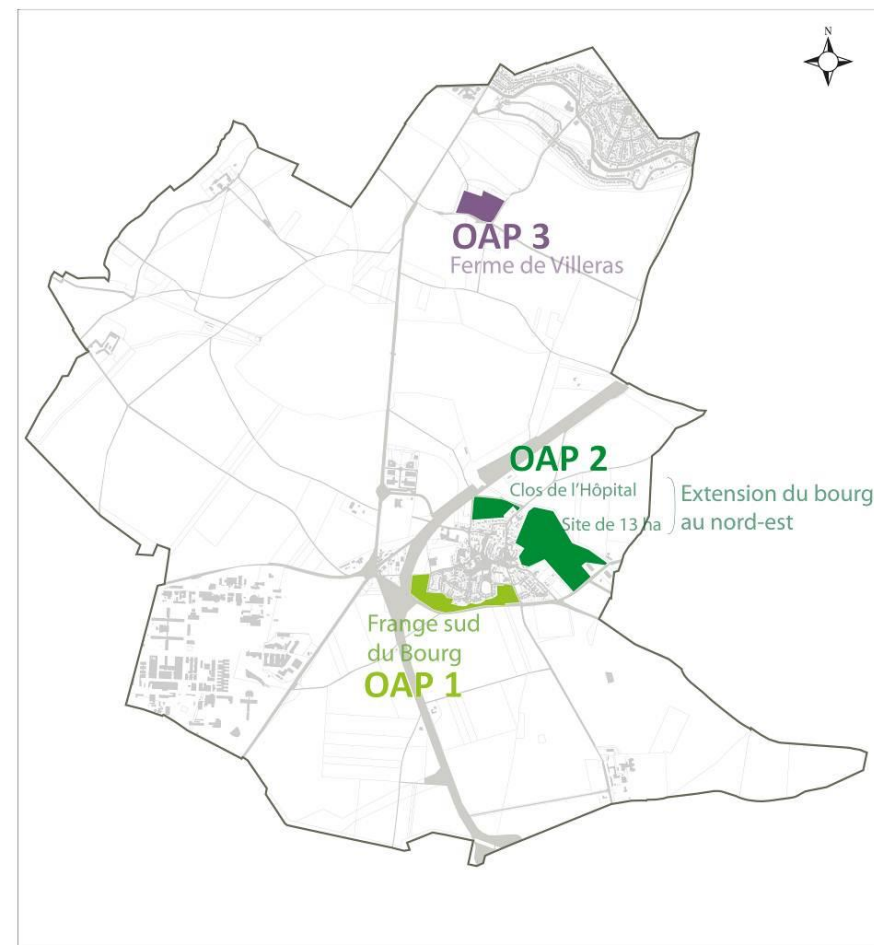 N
OAP 3
Ferme de Villeras
OAP 2
Clos de l'Hôpital
Site de 13 ha
Extension du bourg
au nord-est
Frange sud
du Bourg
OAP 1